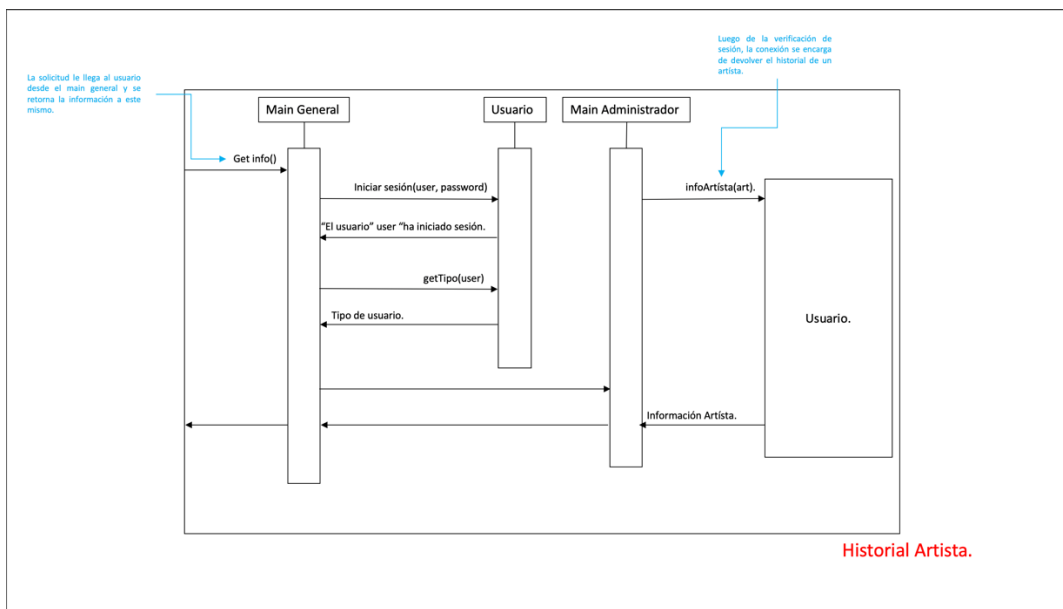 Luego de la verificación de
sesión, la conexión se encarga
de devolver el historial de un
artísta.
La solicitud le llega al usuario
desde el main general y se
retorna la información a este
mismo.
Main General
Usuario
Main Administrador
Get info()
Iniciar sesión(user, password)
infoArtísta(art).
“El usuario” user “ha iniciado sesión.
getTipo(user)
Tipo de usuario.
Usuario.
Información Artísta.
Historial Artista.